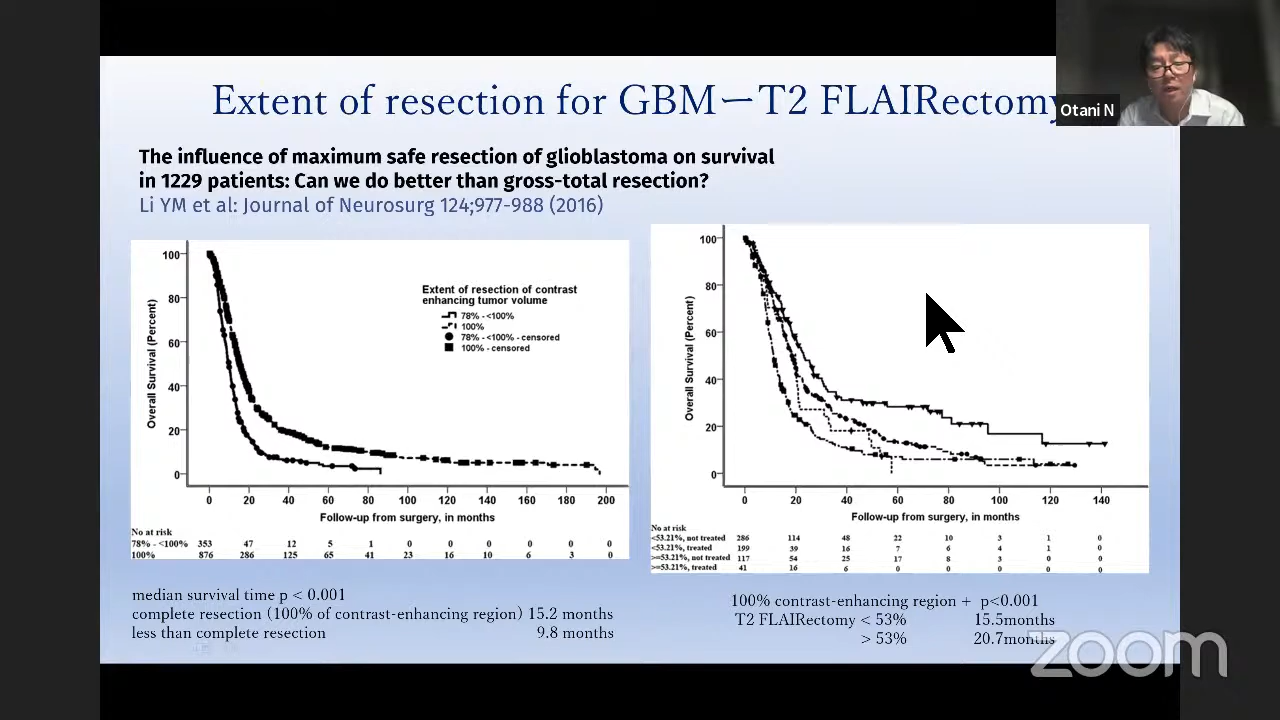 Extent of resection for GBMーT2 FLAIRectomy
Otani N
The influence of maximum safe resection of glioblastoma on survival
in 1229 patients: Can we do better than gross-total resection?
Li YM et al: Journal of Neurosurg 124;977-988 (2016)
Overall Survival (Percent)
100
80
60
40
20
0
Extent of resection of contrast
enhancing tumor volume
78% - <100%
100%
78% - <100% - censored
100% - censored
0 20 40 60 80 100 120 140 160 180 200
Follow-up from surgery, in months
No at risk
78% - <100% 353 47 12 5 1 0 0 0 0 0 0
100% 876 286 125 65 41 23 16 10 6 3 0
Overall Survival (Percent)
100
80
60
40
20
0
0 20 40 60 80 100 120 140
Follow-up from surgery, in months
No at risk
<53.21%, not treated 286 114 48 22 10 3 1 0
<53.21%, treated 199 39 16 7 6 4 1 0
>=53.21%, not treated 117 54 25 17 8 3 0 0
>=53.21%, treated 41 16 6 0 0 0 0 0
median survival time p < 0.001
complete resection (100% of contrast-enhancing region) 15.2 months
less than complete resection 9.8 months
100% contrast-enhancing region + p<0.001
T2 FLAIRectomy < 53% 15.5months
> 53% 20.7months
zoom